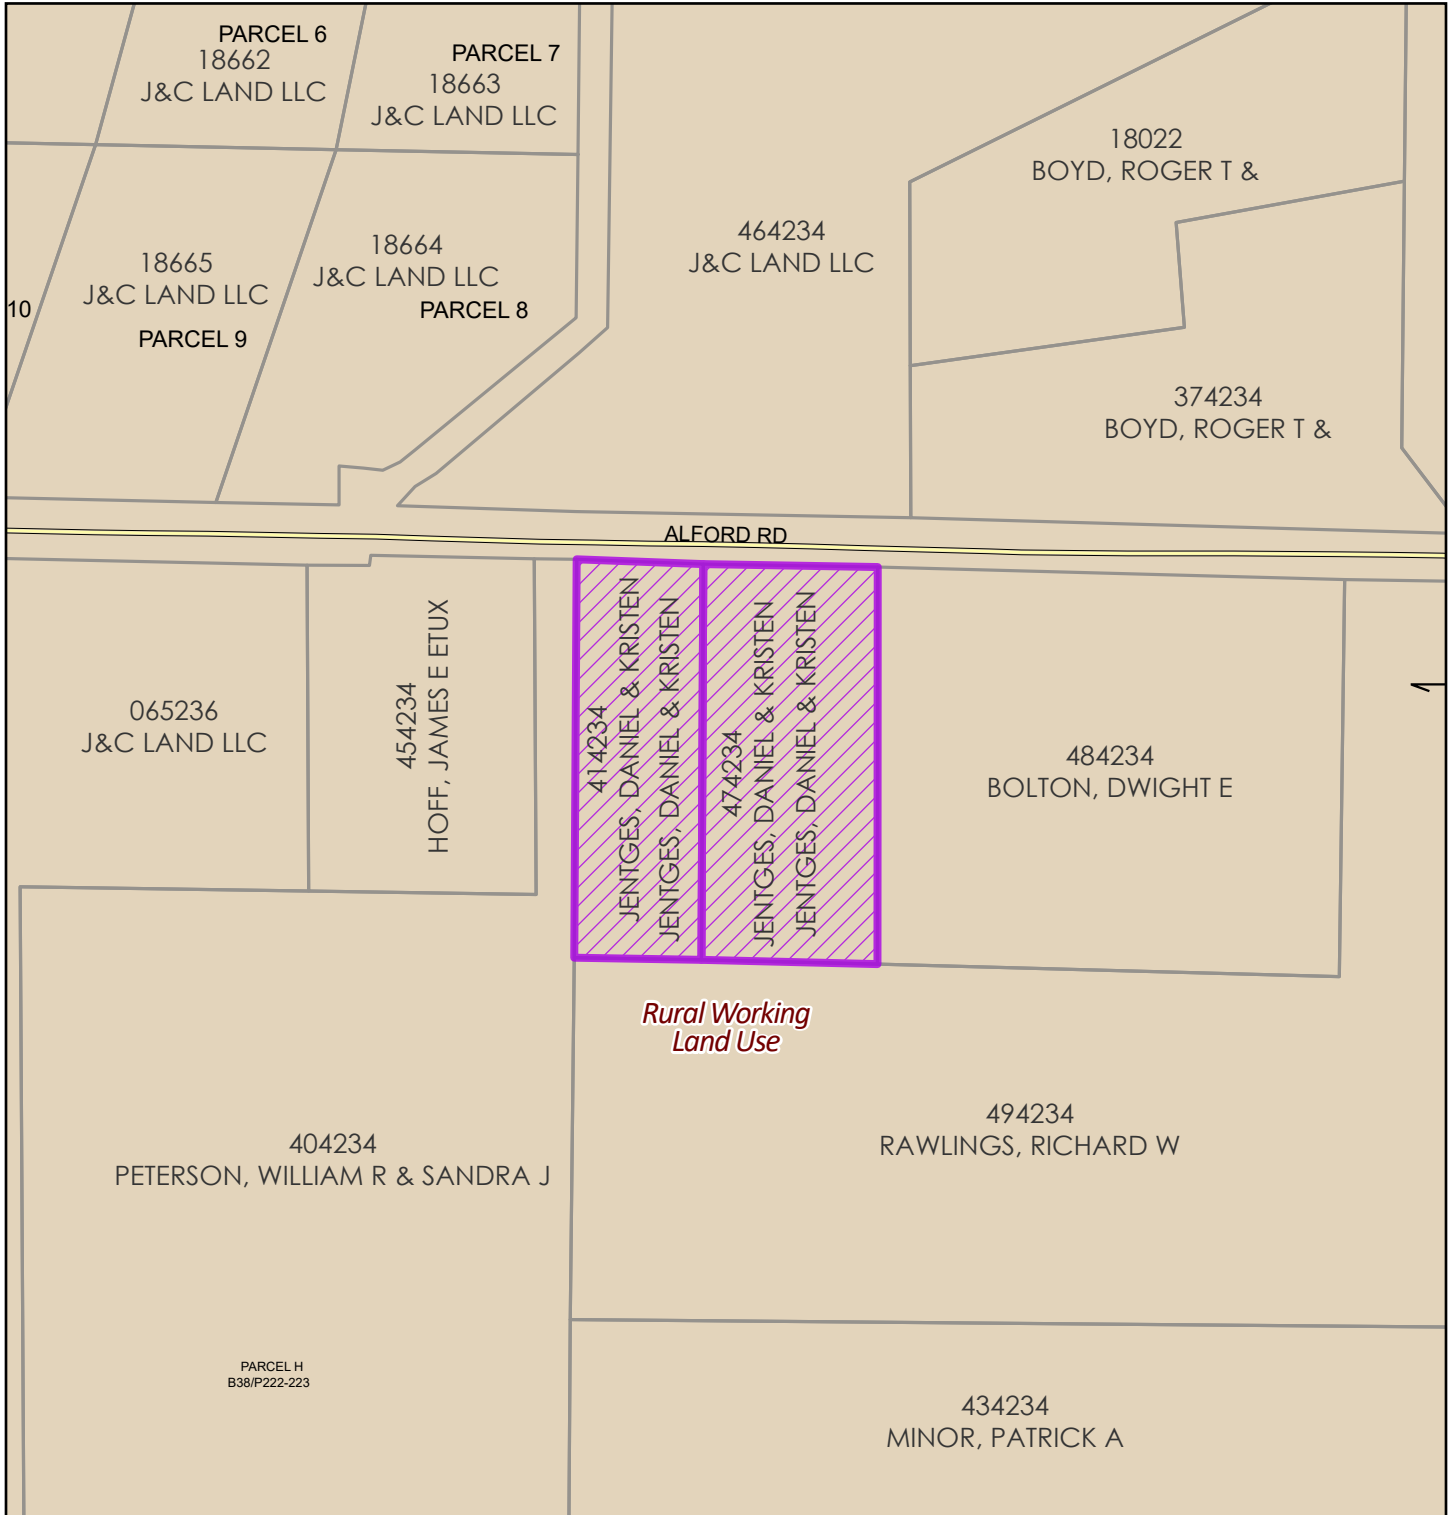 PARCEL 6
18662
J&C LAND LLC
PARCEL 7
18663
J&C LAND LLC
18022
BOYD, ROGER T &
464234
J&C LAND LLC
18664
J&C LAND LLC
PARCEL 8
18665
J&C LAND LLC
PARCEL 9
10
374234
BOYD, ROGER T &
ALFORD RD
065236
J&C LAND LLC
454234
HOFF, JAMES E ETUX
414234
JENTGES, DANIEL & KRISTEN
JENTGES, DANIEL & KRISTEN
474234
JENTGES, DANIEL & KRISTEN
JENTGES, DANIEL & KRISTEN
484234
BOLTON, DWIGHT E
Rural Working
Land Use
494234
RAWLINGS, RICHARD W
404234
PETERSON, WILLIAM R & SANDRA J
PARCEL H
B38/P222-223
434234
MINOR, PATRICK A